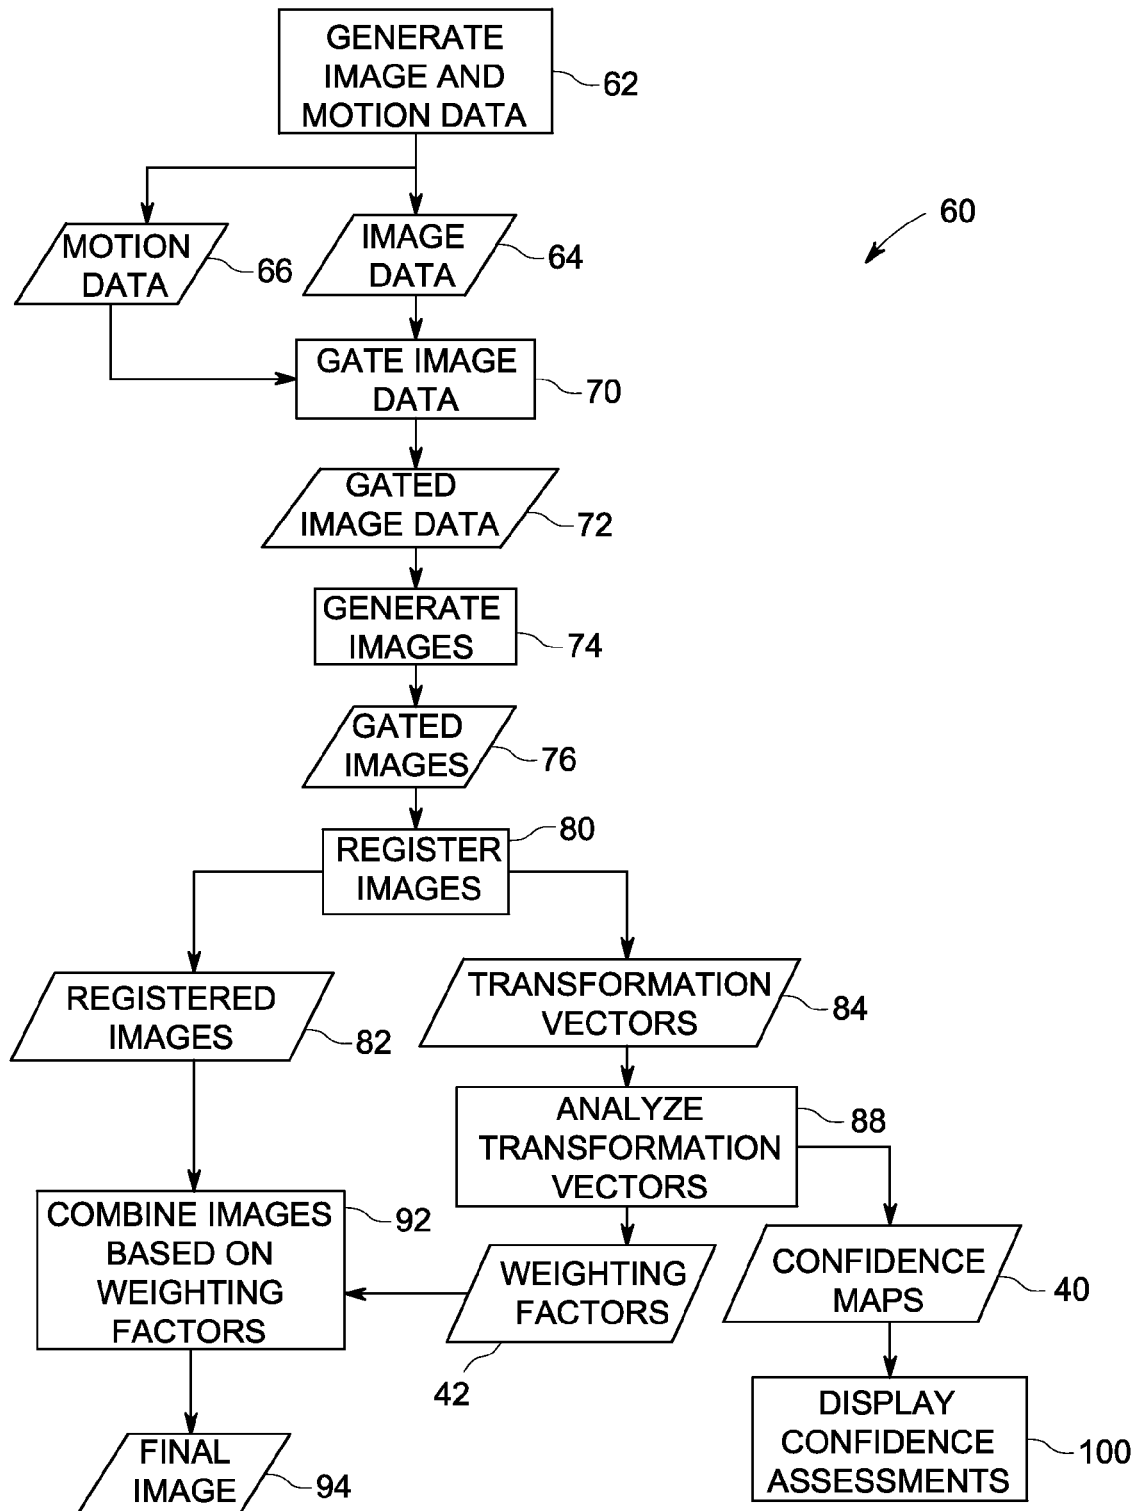 GENERATE
IMAGE AND
MOTION DATA
62
60
MOTION
DATA
66
IMAGE
DATA
64
GATE IMAGE
DATA
70
GATED
IMAGE DATA
72
GENERATE
IMAGES
74
GATED
IMAGES
76
REGISTER
IMAGES
80
REGISTERED
IMAGES
82
TRANSFORMATION
VECTORS
84
ANALYZE
TRANSFORMATION
VECTORS
88
COMBINE IMAGES
BASED ON
WEIGHTING
FACTORS
92
WEIGHTING
FACTORS
42
CONFIDENCE
MAPS
40
FINAL
IMAGE
94
DISPLAY
CONFIDENCE
ASSESSMENTS
100